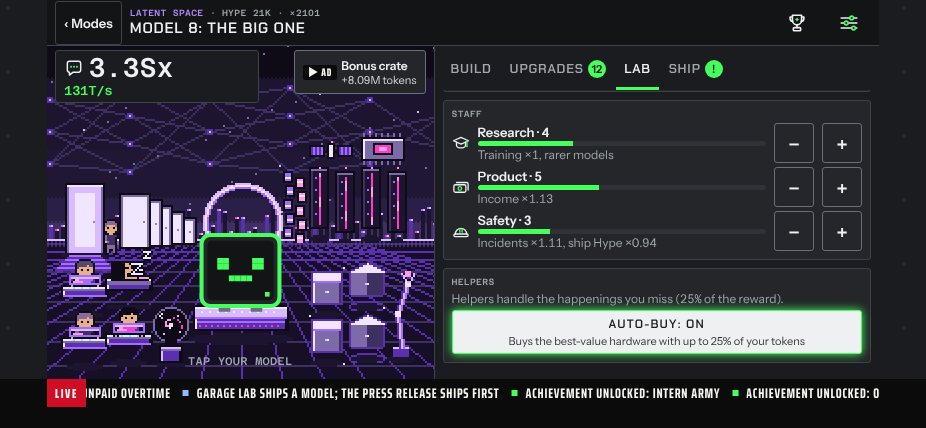 ‹ Modes
LATENT SPACE · HYPE 21K · ×2101
MODEL 8: THE BIG ONE
3.3Sx
131T/s
AD
Bonus crate
+8.09M tokens
BUILD
UPGRADES 12
LAB
SHIP !
STAFF
Research · 4
Training ×1, rarer models
− +
Product · 5
Income ×1.13
− +
Safety · 3
Incidents ×1.11, ship Hype ×0.94
− +
HELPERS
Helpers handle the happenings you miss (25% of the reward).
AUTO-BUY: ON
Buys the best-value hardware with up to 25% of your tokens
z
z
TAP YOUR MODEL
LIVE
NPAID OVERTIME ■ GARAGE LAB SHIPS A MODEL; THE PRESS RELEASE SHIPS FIRST ■ ACHIEVEMENT UNLOCKED: INTERN ARMY ■ ACHIEVEMENT UNLOCKED: O